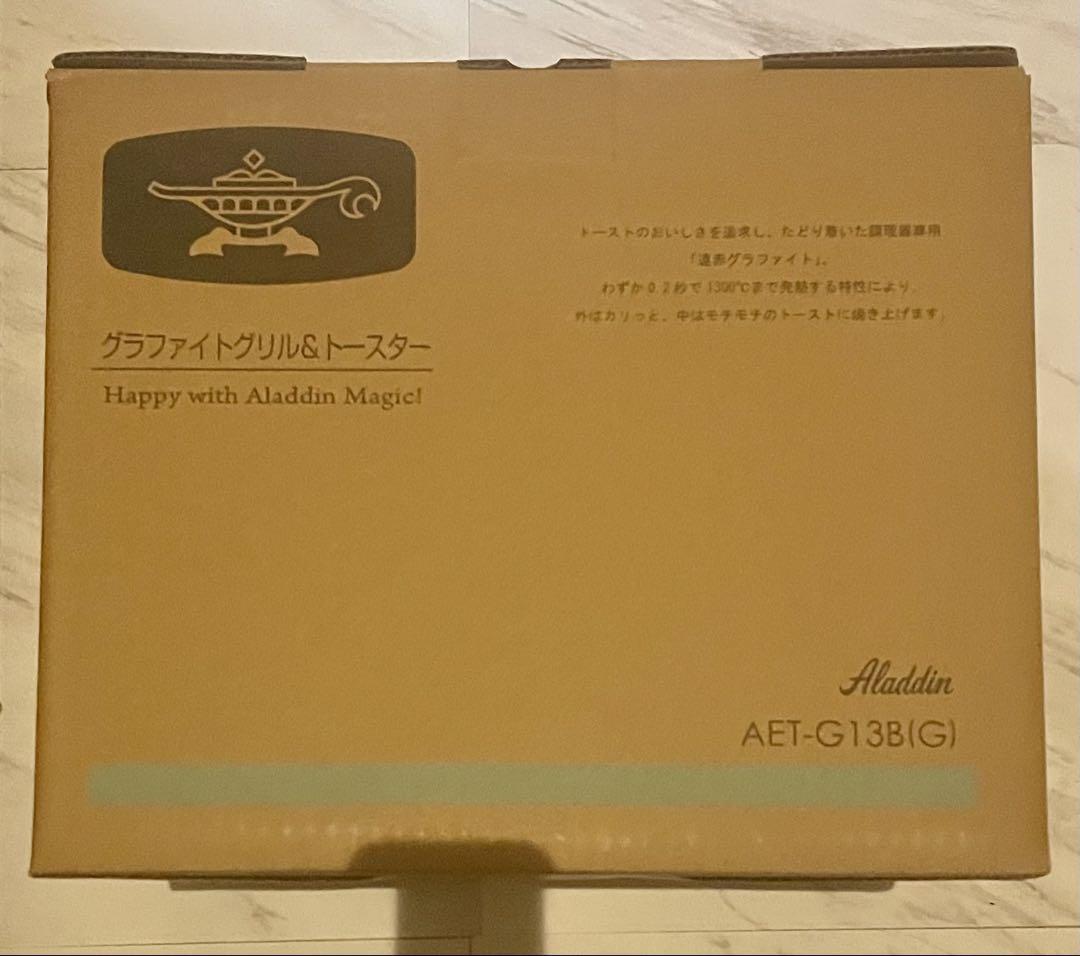 グラファイトグリル&トースター
Happy with Aladdin Magic!
トーストのおいしさを追求し、たどり着いた調理器専用
「遠赤グラファイト」。
わずか0.2秒で1300℃まで発熱する特性により、
外はカリっと、中はモチモチのトーストに焼き上げます。
Aladdin
AET-G13B(G)